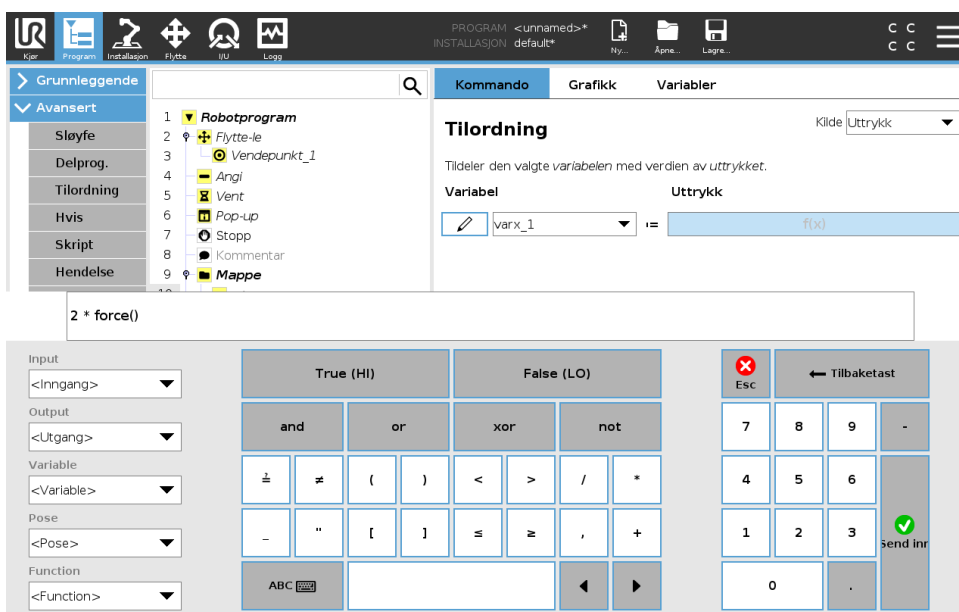 PROGRAM <unnamed>*
INSTALLASJON default*
Kjør Program Installasjon Flytte I/U Logg Ny... Åpne... Lagre...
C C
C C
Grunnleggende
Avansert
Sløyfe
Delprog.
Tilordning
Hvis
Skript
Hendelse
1 Robotprogram
2 Flytte-le
3 Vendepunkt_1
4 Angi
5 Vent
6 Pop-up
7 Stopp
8 Kommentar
9 Mappe
Kommando Grafikk Variabler
Tilordning
Kilde Uttrykk
Tildeler den valgte variabelen med verdien av uttrykket.
Variabel Uttrykk
varx_1 := f(x)
2 * force()
Input
<Inngang>
Output
<Utgang>
Variable
<Variable>
Pose
<Pose>
Function
<Function>
True (HI) False (LO)
and or xor not
≟ ≠ ( ) < > / *
_ " [ ] ≤ ≥ , +
ABC
Esc Tilbaketast
7 8 9 -
4 5 6
1 2 3 Send inn
0 .